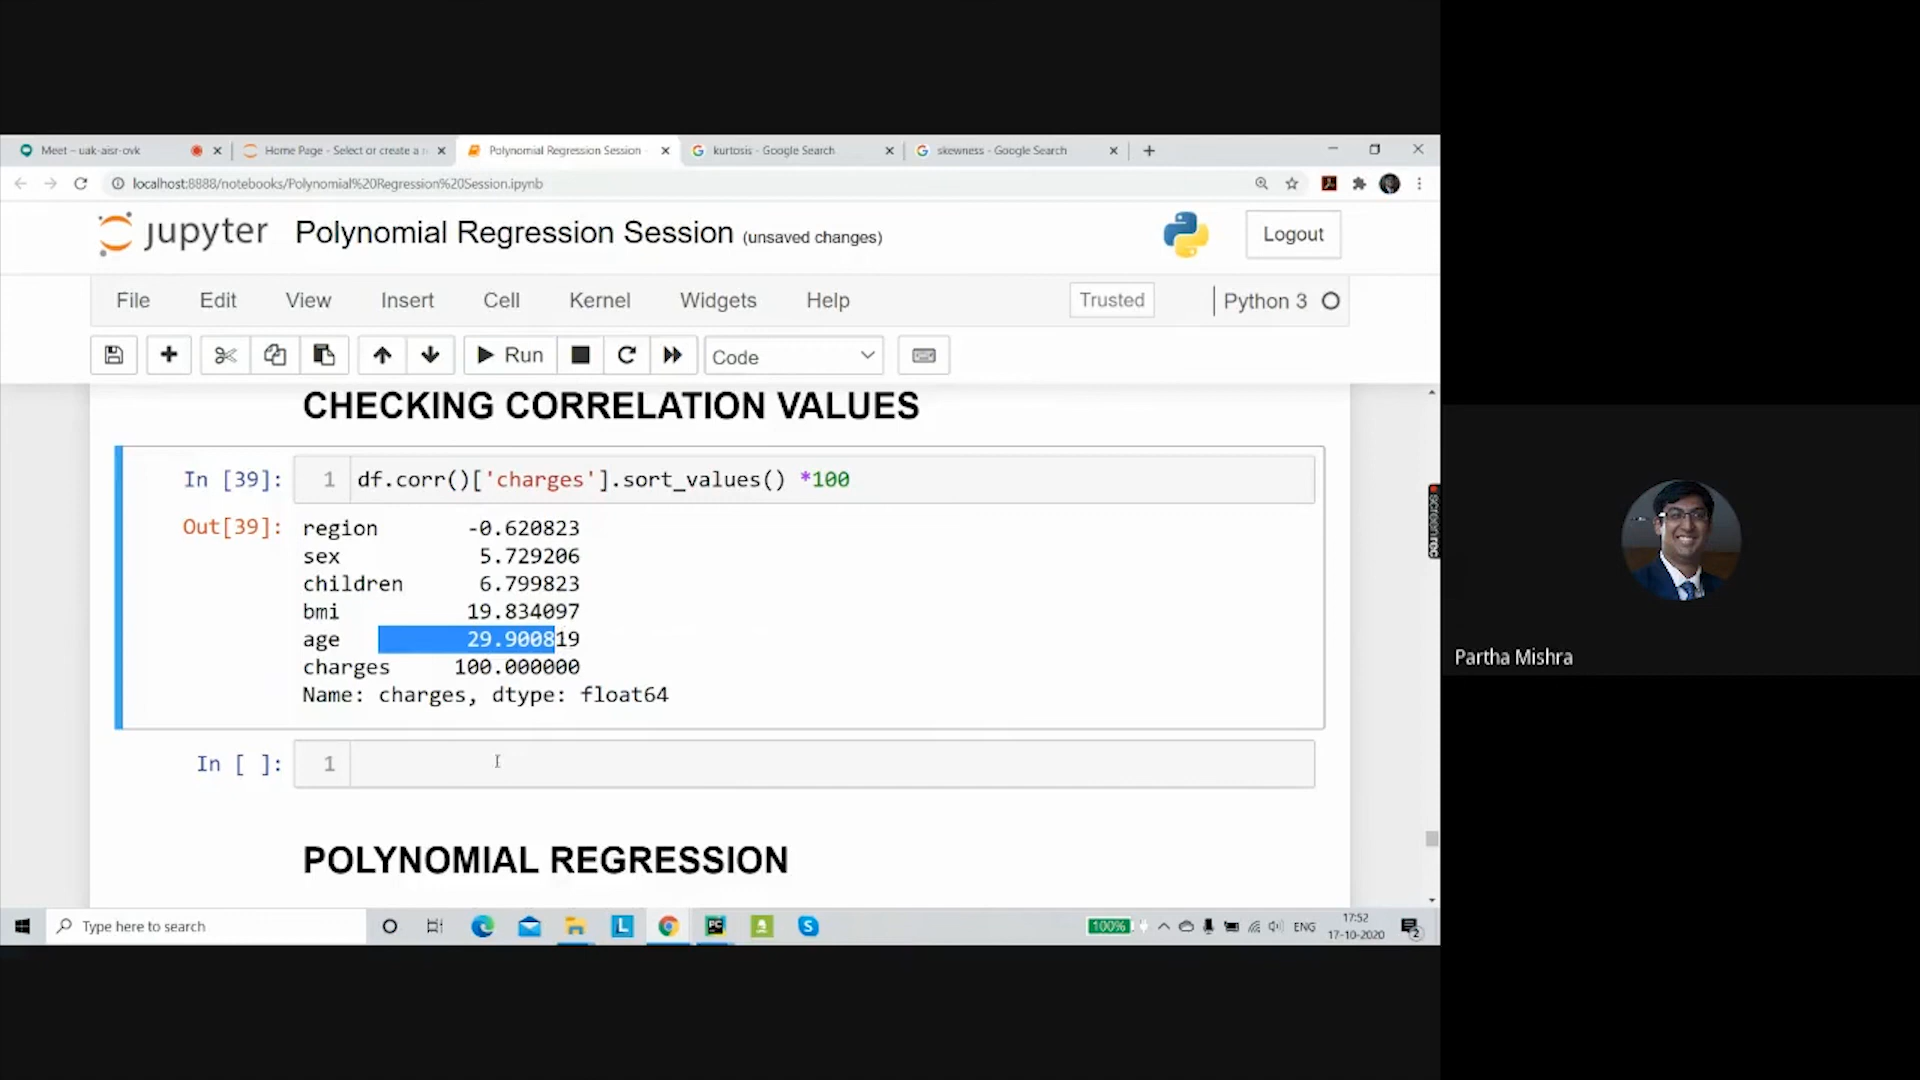 Meet – uak-aisr-ovk
Home Page - Select or create a
Polynomial Regression Session -
kurtosis - Google Search
skewness - Google Search
localhost:8888/notebooks/Polynomial%20Regression%20Session.ipynb
jupyter Polynomial Regression Session (unsaved changes)
Logout
File Edit View Insert Cell Kernel Widgets Help
Trusted
Python 3
Run
Code
CHECKING CORRELATION VALUES
In [39]: 1 df.corr()['charges'].sort_values() *100
Out[39]: region -0.620823
sex 5.729206
children 6.799823
bmi 19.834097
age 29.900819
charges 100.000000
Name: charges, dtype: float64
In [ ]: 1
POLYNOMIAL REGRESSION
screenrec
Partha Mishra
Type here to search
100%
ENG
17:52
17-10-2020
2